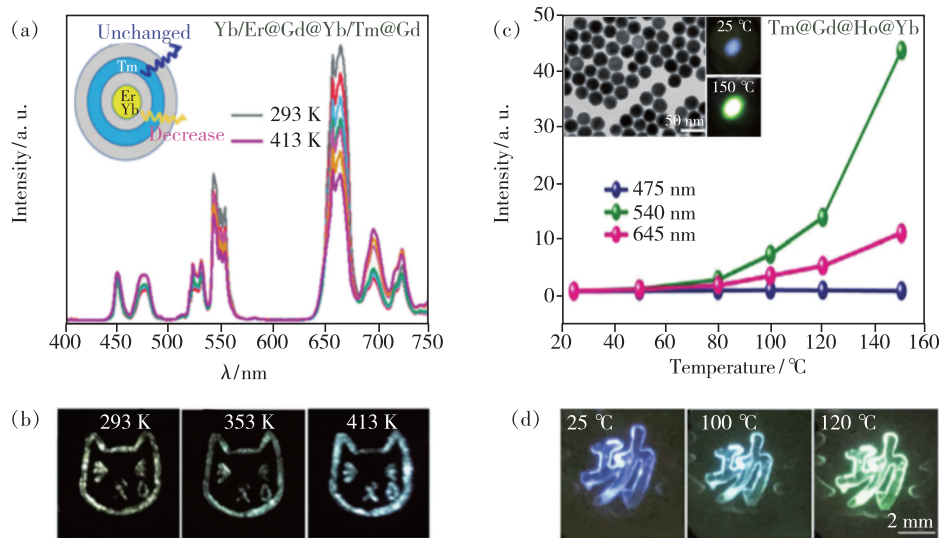 (a)
Unchanged
Yb/Er@Gd@Yb/Tm@Gd
Tm
Er
Yb
Decrease
293 K
413 K
Intensity/a. u.
400 450 500 550 600 650 700 750
λ/nm
(c)
Tm@Gd@Ho@Yb
25 ℃
150 ℃
50 nm
475 nm
540 nm
645 nm
Intensity/a. u.
50
40
30
20
10
0
20 40 60 80 100 120 140 160
Temperature/℃
(b)
293 K 353 K 413 K
(d)
25 ℃ 100 ℃ 120 ℃
2 mm